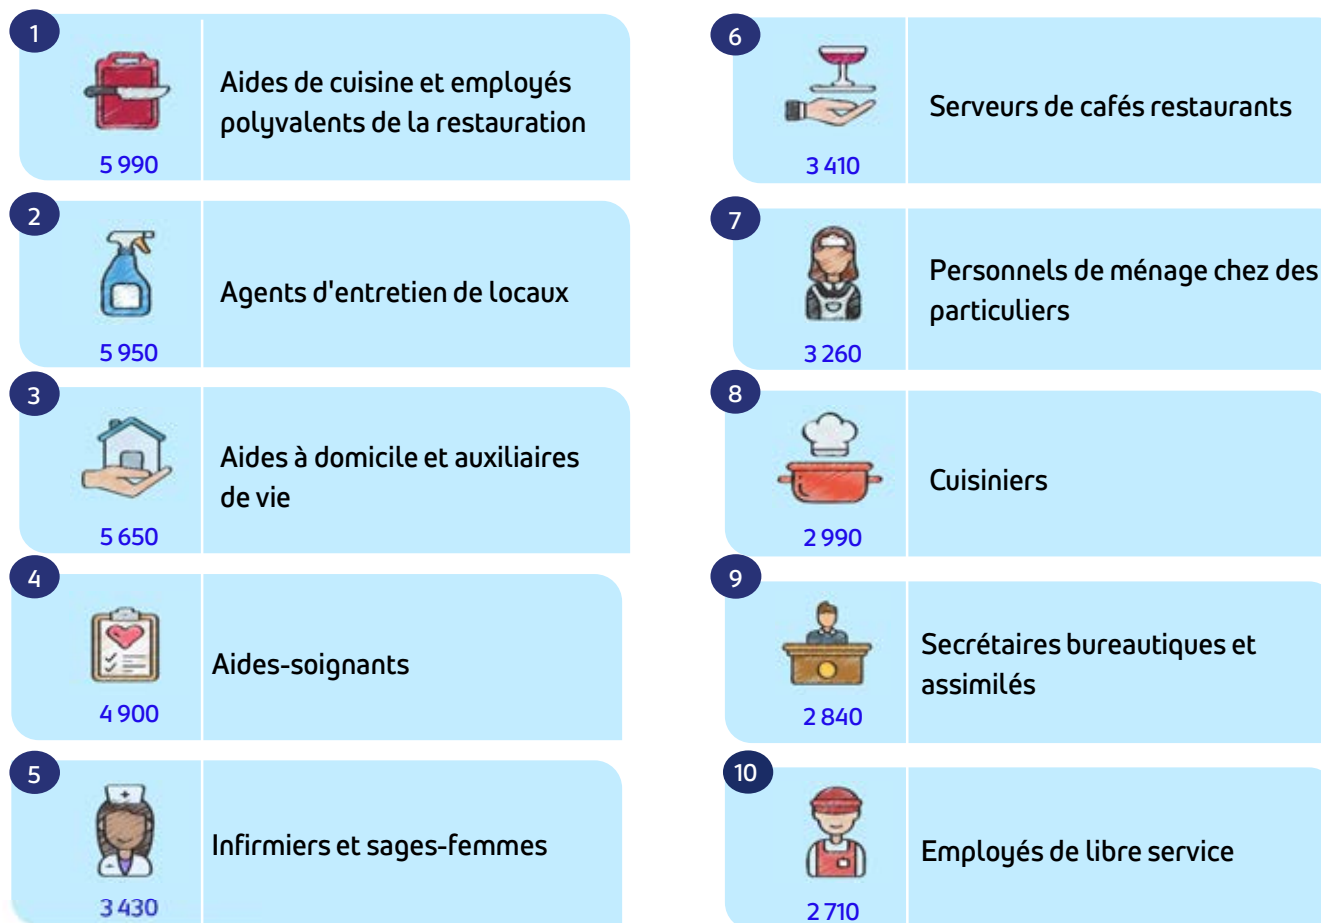 1
Aides de cuisine et employés
polyvalents de la restauration
5 990
2
Agents d'entretien de locaux
5 950
3
Aides à domicile et auxiliaires
de vie
5 650
4
Aides-soignants
4 900
5
Infirmiers et sages-femmes
3 430
6
Serveurs de cafés restaurants
3 410
7
Personnels de ménage chez des
particuliers
3 260
8
Cuisiniers
2 990
9
Secrétaires bureautiques et
assimilés
2 840
10
Employés de libre service
2 710